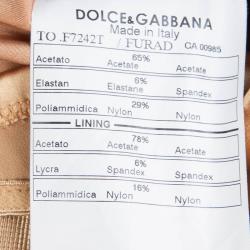 DOLCE&GABBANA
Made in Italy
TO .F7242T / FURAD CA 00985
65%
Acetato Acetate Acetate
6%
Elastan Elastane Spandex
29%
Poliammidica Nylon Nylon
LINING
78%
Acetato Acetate Acetate
6%
Lycra Spandex Spandex
16%
Poliammidica Nylon Nylon